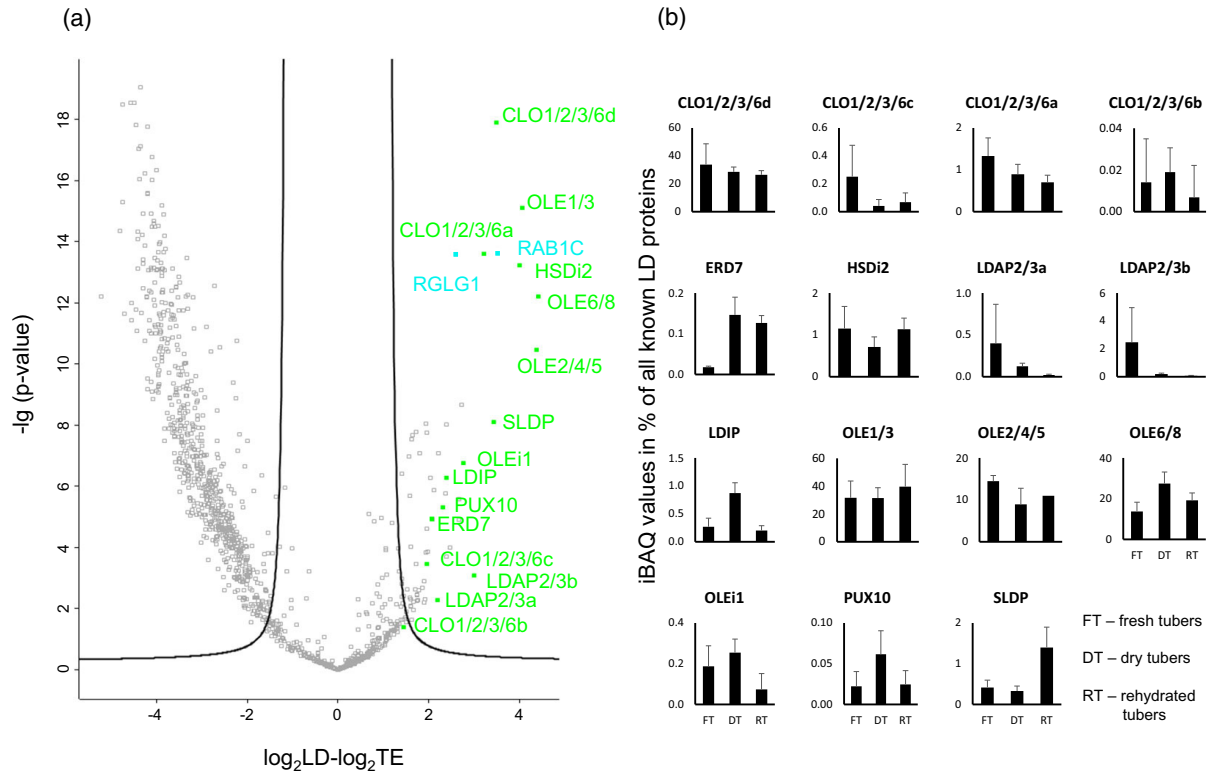 (a)
-lg (p-value)
18
16
14
12
10
8
6
4
2
0
-4
-2
0
2
4
log₂LD-log₂TE
CLO1/2/3/6d
OLE1/3
CLO1/2/3/6a
RAB1C
HSDi2
RGLG1
OLE6/8
OLE2/4/5
SLDP
OLEi1
LDIP
PUX10
ERD7
CLO1/2/3/6c
LDAP2/3b
LDAP2/3a
CLO1/2/3/6b
(b)
iBAQ values in % of all known LD proteins
CLO1/2/3/6d
60
40
20
0
CLO1/2/3/6c
0.6
0.4
0.2
0.0
CLO1/2/3/6a
2
1
0
CLO1/2/3/6b
0.04
0.02
0.00
ERD7
0.2
0.1
0.0
HSDi2
2
1
0
LDAP2/3a
1.0
0.5
0.0
LDAP2/3b
6
4
2
0
LDIP
1.5
1.0
0.5
0.0
OLE1/3
60
40
20
0
OLE2/4/5
20
10
0
OLE6/8
40
20
0
FT DT RT
OLEi1
0.4
0.2
0.0
FT DT RT
PUX10
0.10
0.05
0.00
FT DT RT
SLDP
2
1
0
FT DT RT
FT – fresh tubers
DT – dry tubers
RT – rehydrated
tubers